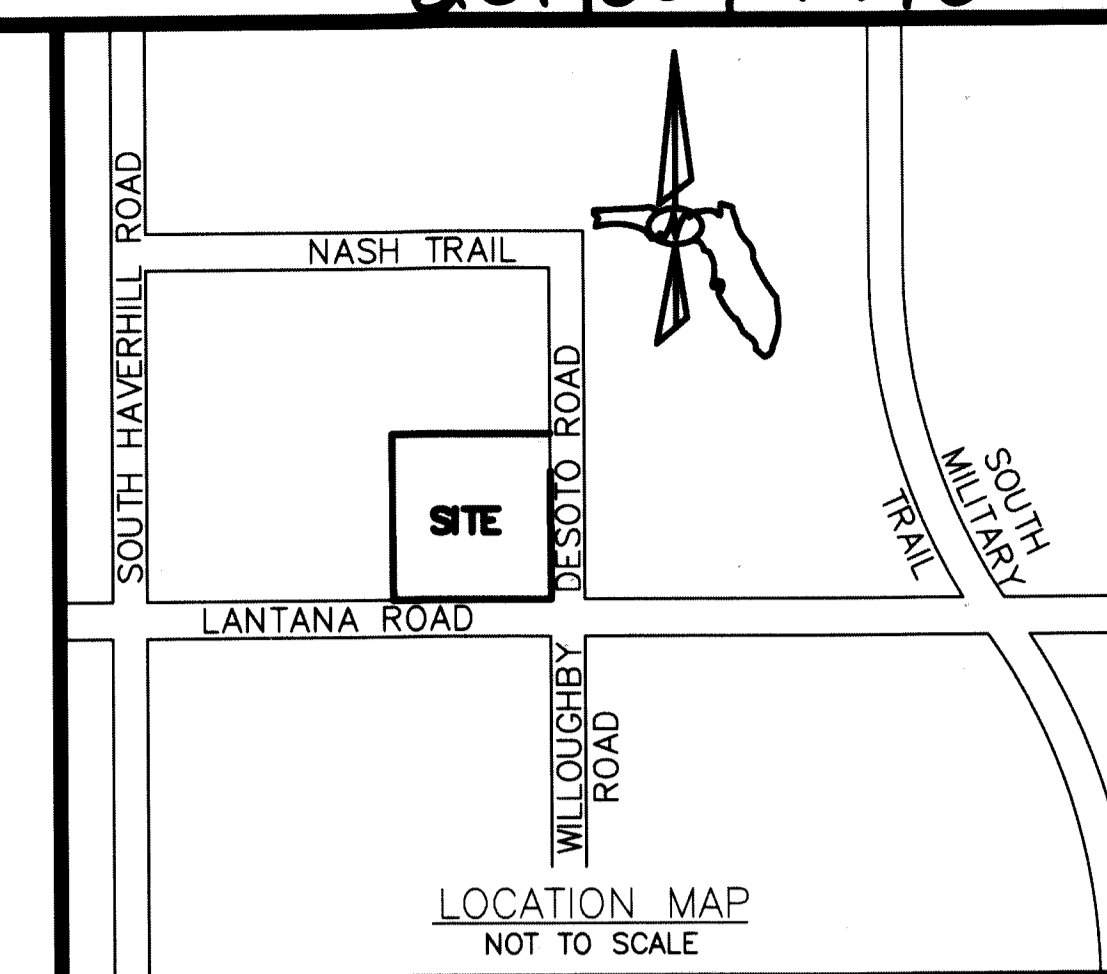 SOUTH HAVERHILL ROAD
NASH TRAIL
N
DESOTO ROAD
SITE
SOUTH
MILITARY
TRAIL
LANTANA ROAD
WILLOUGHBY
ROAD
LOCATION MAP
NOT TO SCALE